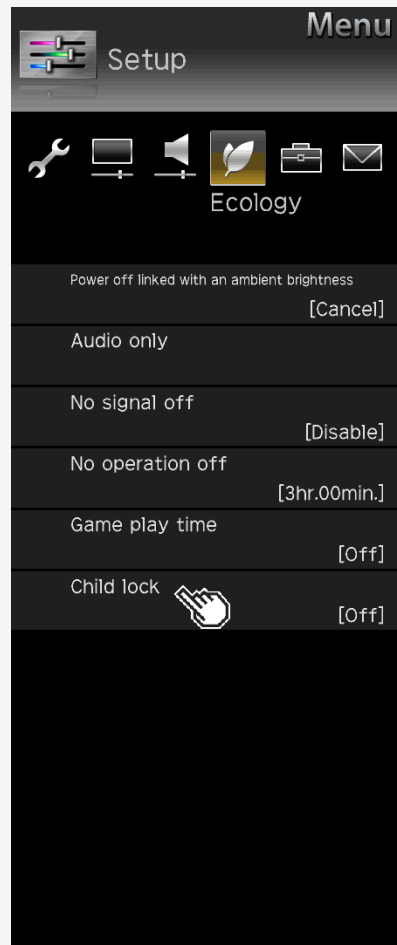 Menu
Setup
Ecology
Power off linked with an ambient brightness
[Cancel]
Audio only
No signal off
[Disable]
No operation off
[3hr.00min.]
Game play time
[Off]
Child lock
[Off]